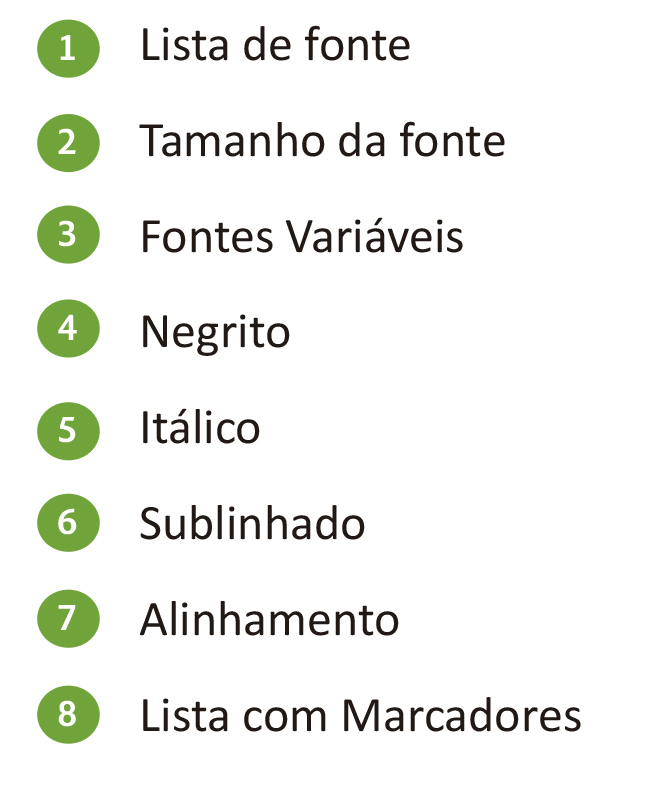 1 Lista de fonte
2 Tamanho da fonte
3 Fontes Variáveis
4 Negrito
5 Itálico
6 Sublinhado
7 Alinhamento
8 Lista com Marcadores